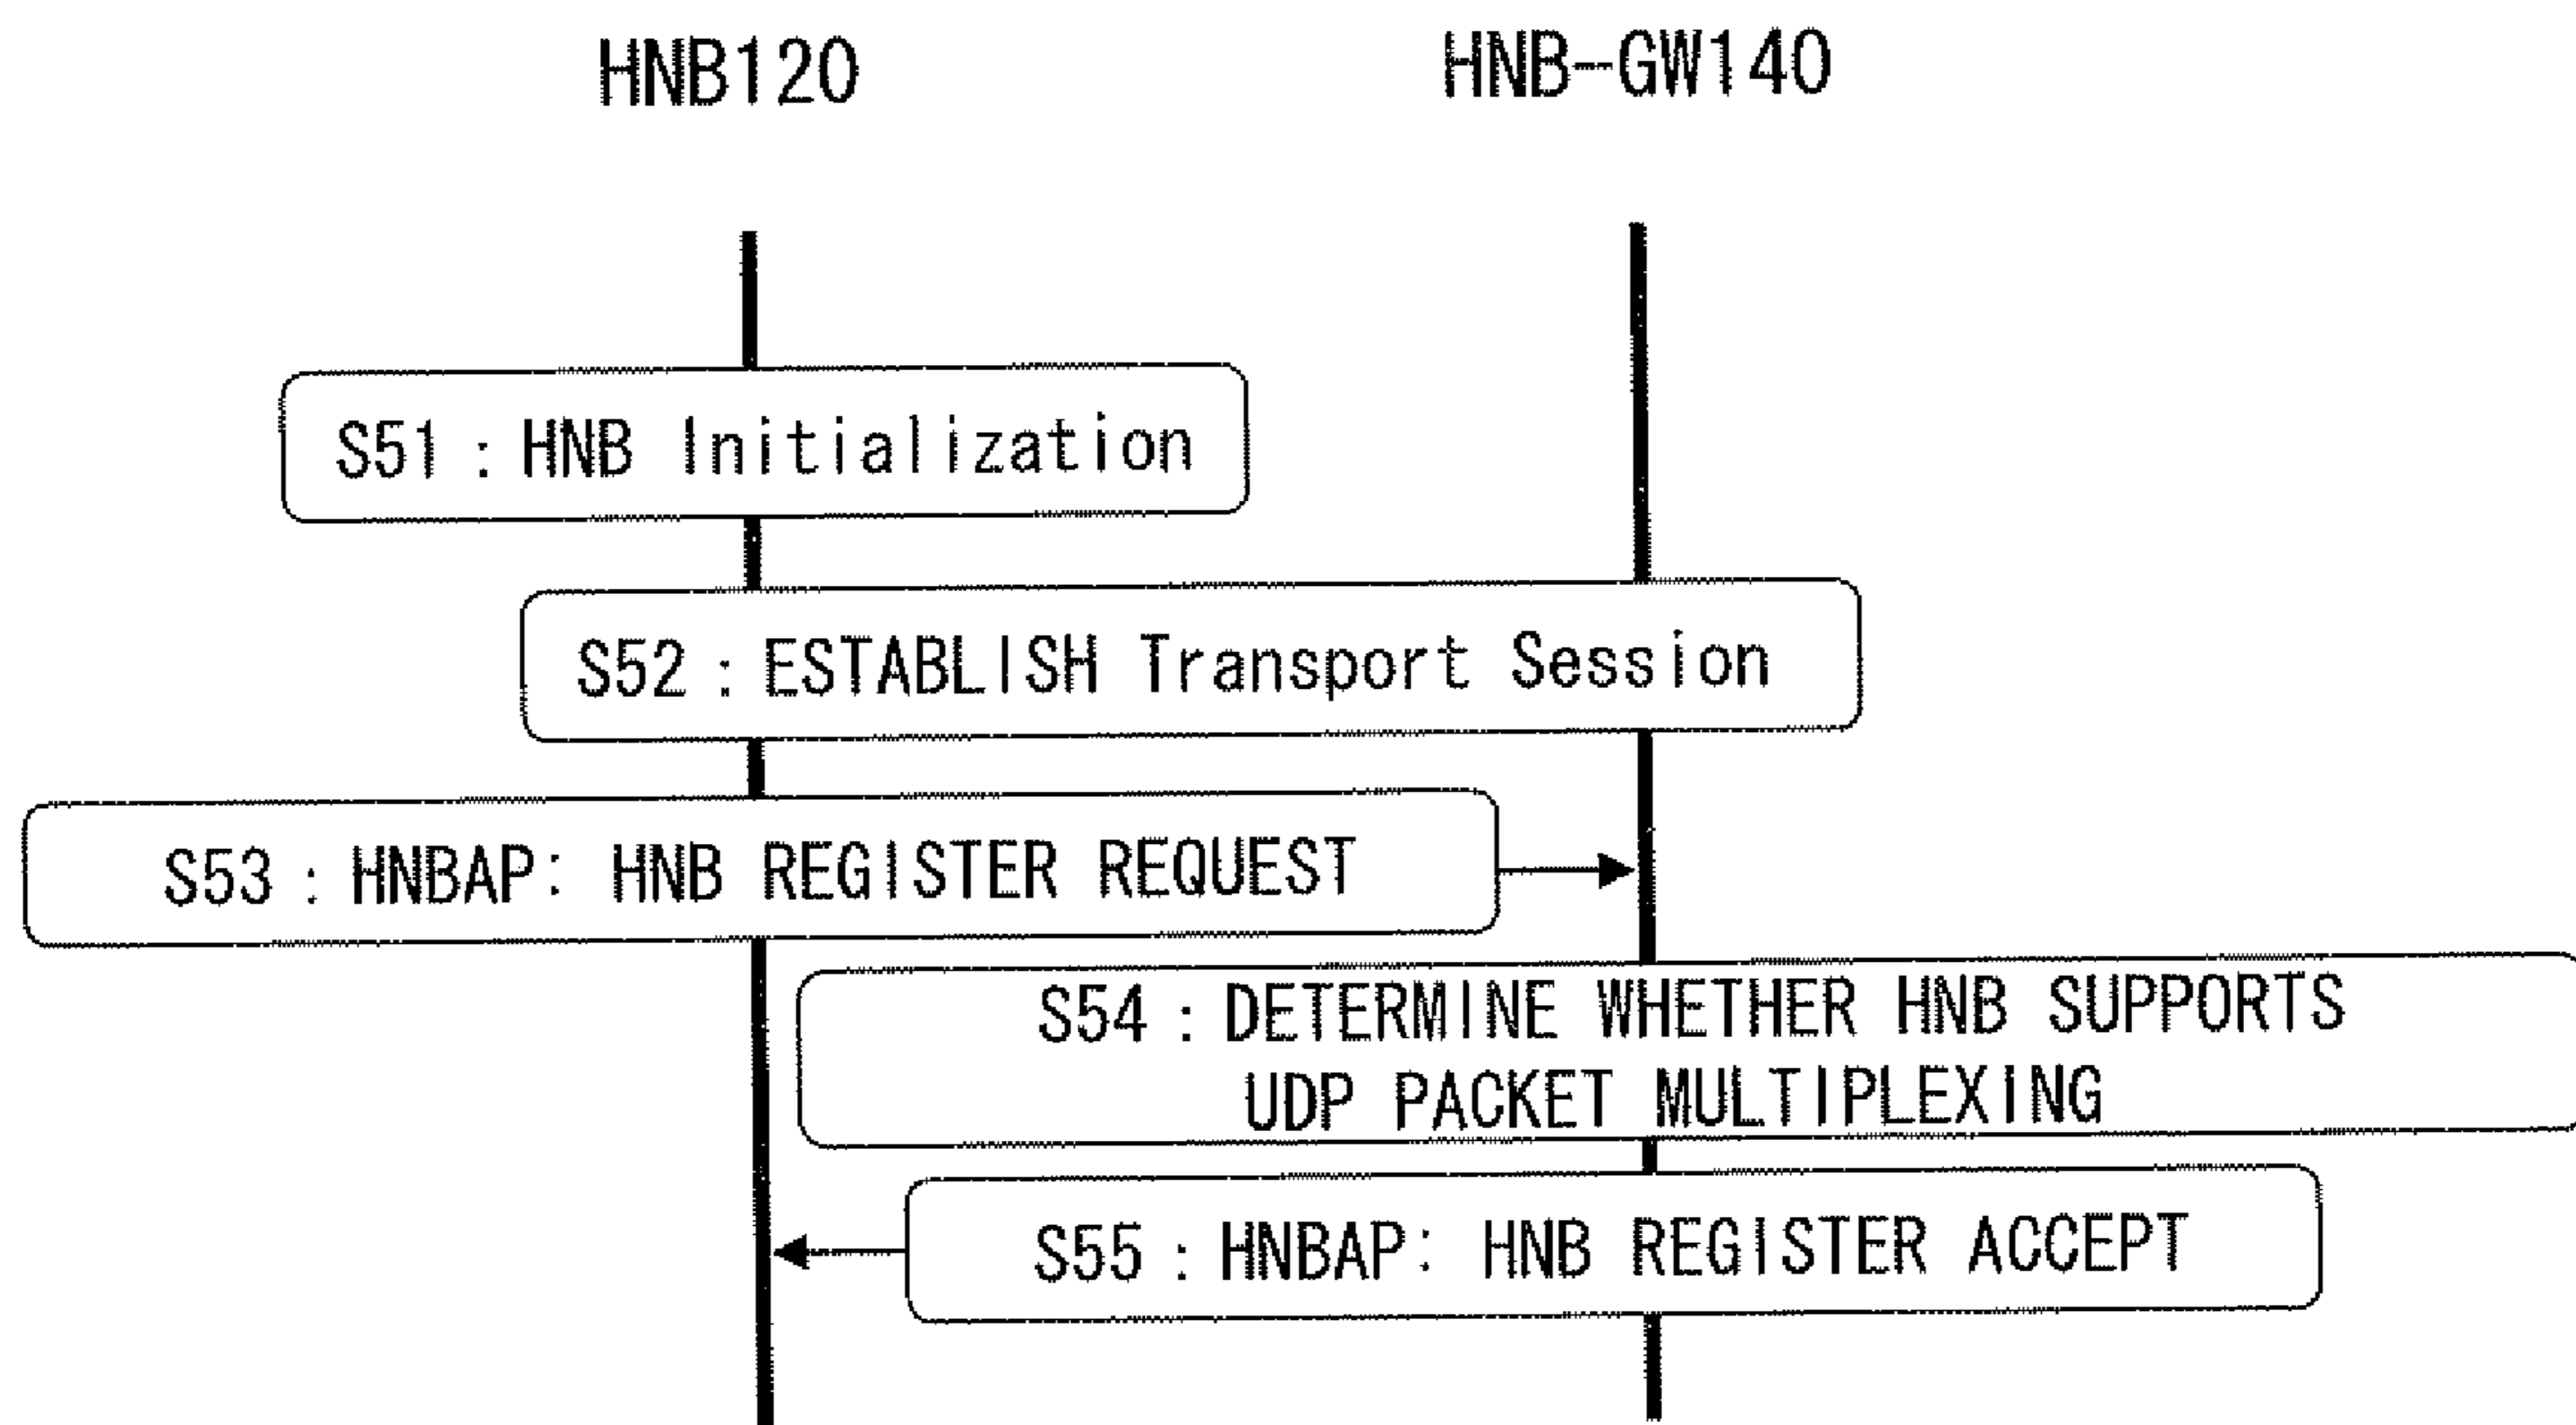 HNB120
HNB-GW140
S51 : HNB Initialization
S52 : ESTABLISH Transport Session
S53 : HNBAP: HNB REGISTER REQUEST
S54 : DETERMINE WHETHER HNB SUPPORTS
UDP PACKET MULTIPLEXING
S55 : HNBAP: HNB REGISTER ACCEPT